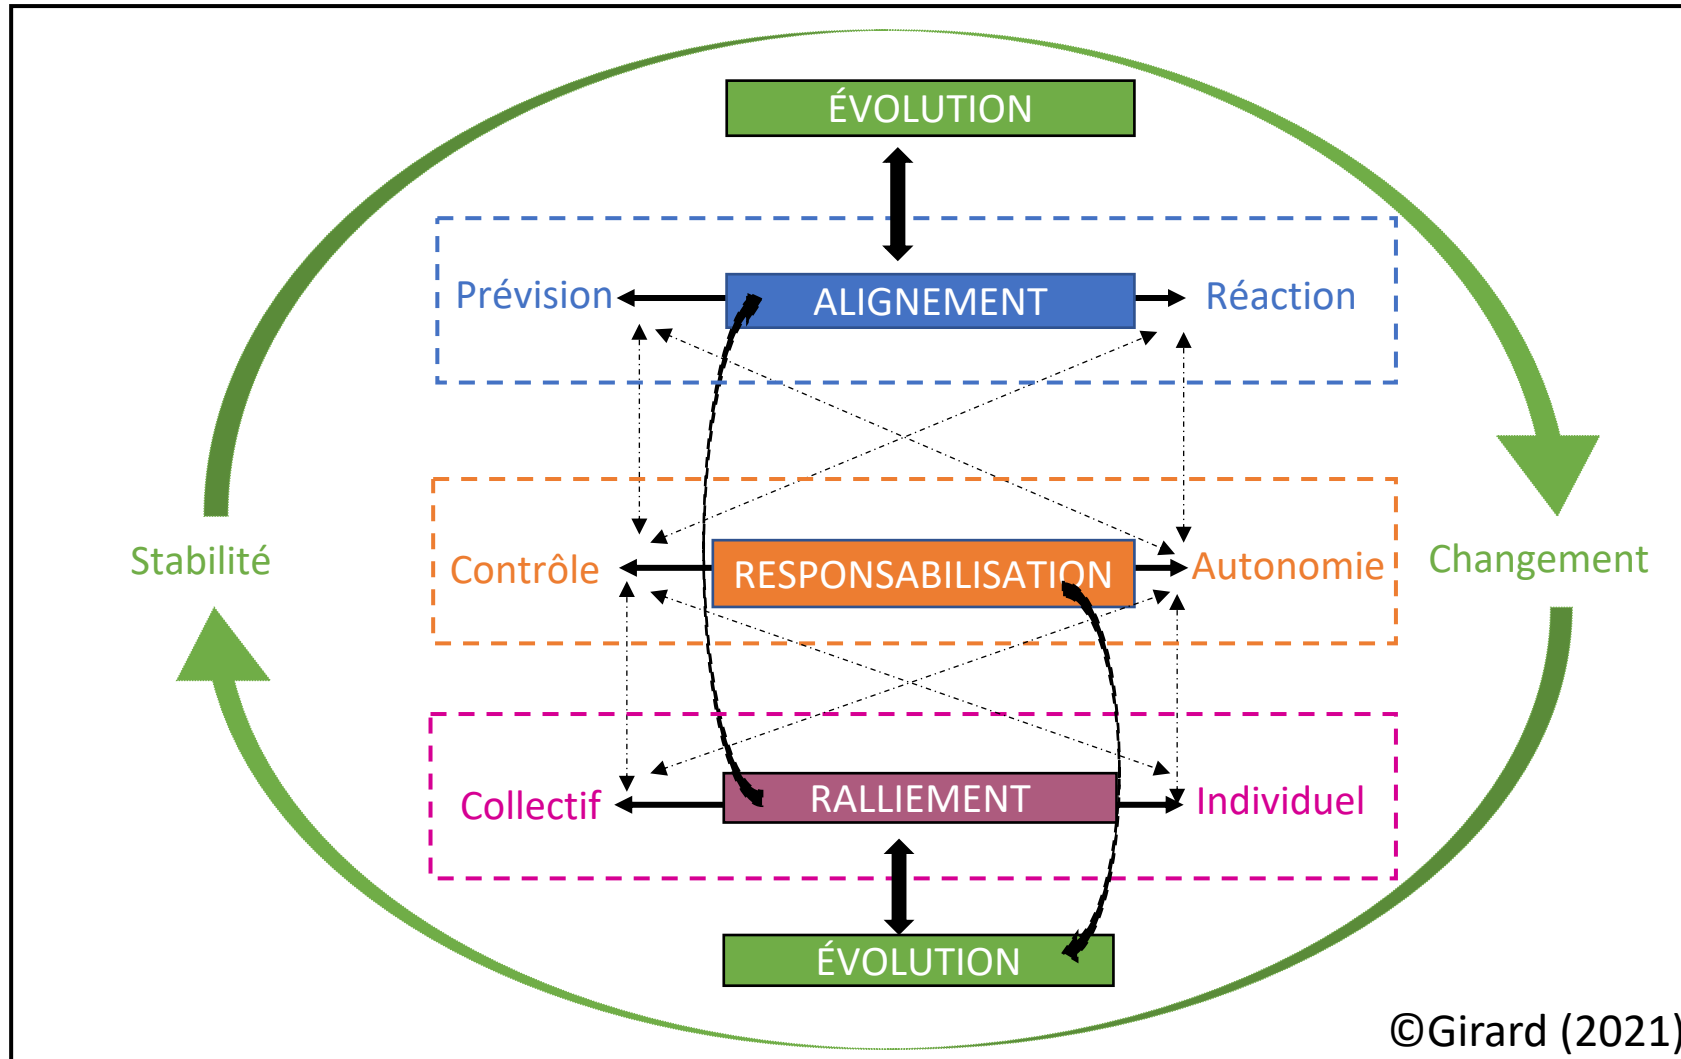 ÉVOLUTION
Prévision
ALIGNEMENT
Réaction
Stabilité
Contrôle
RESPONSABILISATION
Autonomie
Changement
Collectif
RALLIEMENT
Individuel
ÉVOLUTION
©Girard (2021)